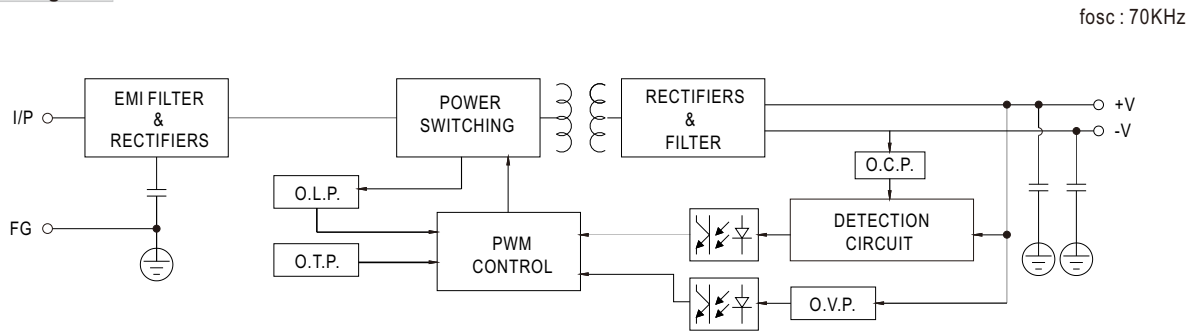 fosc : 70KHz
I/P
EMI FILTER
&
RECTIFIERS
POWER
SWITCHING
RECTIFIERS
&
FILTER
+V
-V
O.C.P.
O.L.P.
FG
O.T.P.
PWM
CONTROL
DETECTION
CIRCUIT
O.V.P.